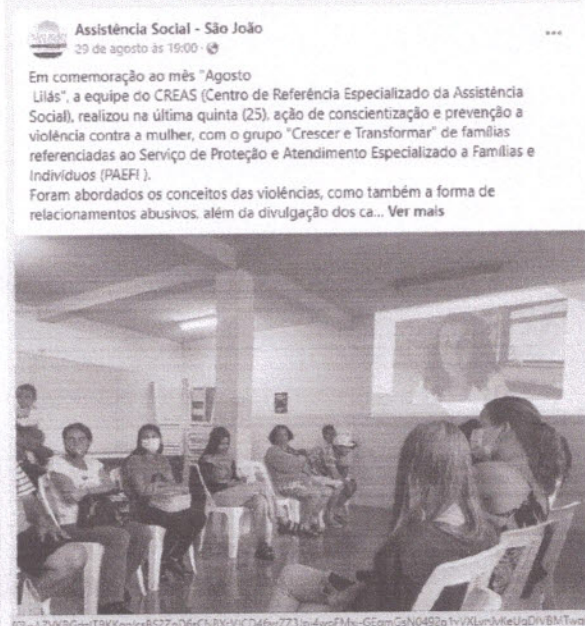 Assistência Social - São João
29 de agosto às 19:00 ·
Em comemoração ao mês "Agosto
Lilás", a equipe do CREAS (Centro de Referência Especializado da Assistência
Social), realizou na última quinta (25), ação de conscientização e prevenção a
violência contra a mulher, com o grupo "Crescer e Transformar" de famílias
referenciadas ao Serviço de Proteção e Atendimento Especializado a Famílias e
Indivíduos (PAEFI ).
Foram abordados os conceitos das violências, como também a forma de
relacionamentos abusivos, além da divulgação dos ca... Ver mais